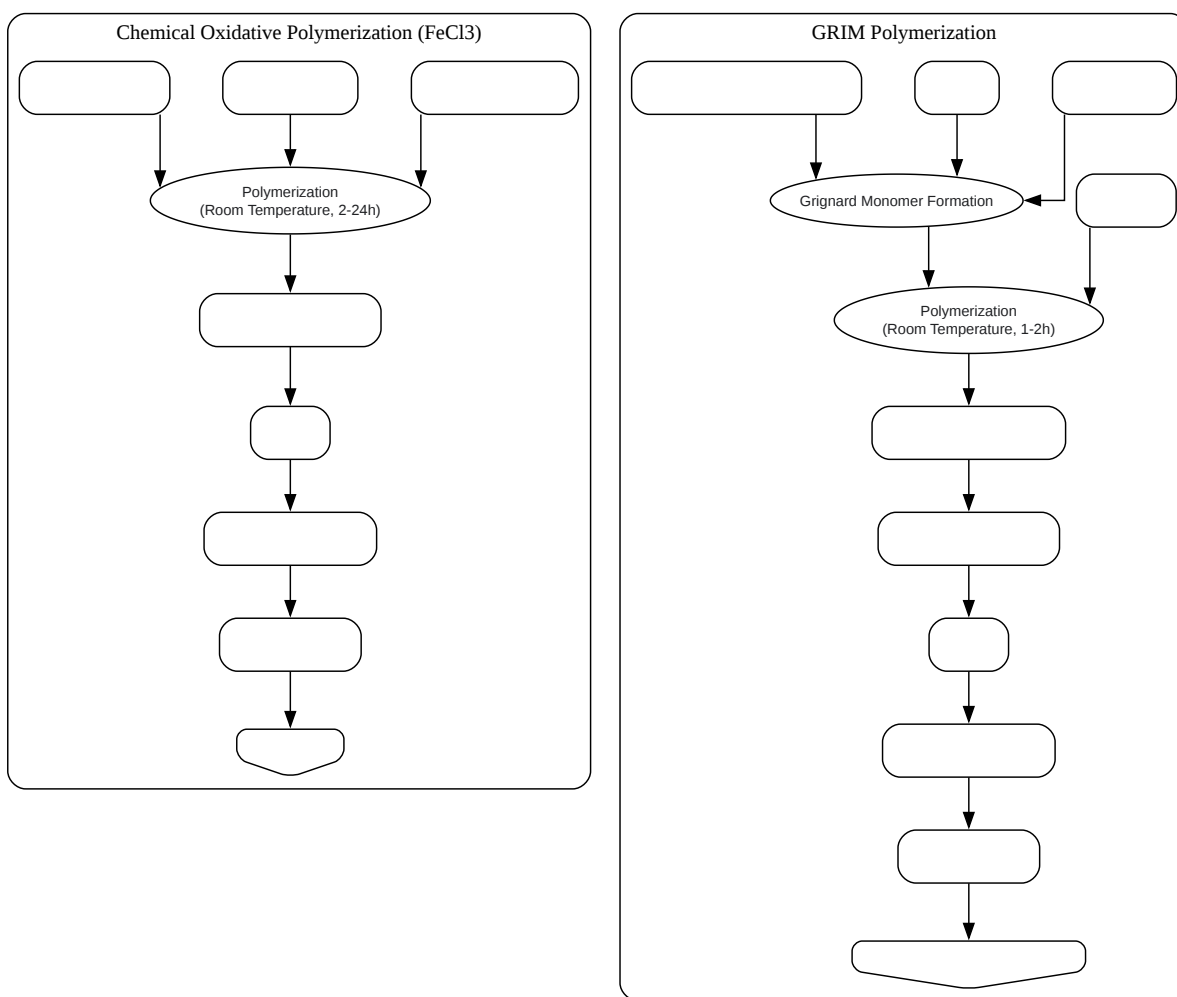 Chemical Oxidative Polymerization (FeCl3)
Polymerization
(Room Temperature, 2-24h)
GRIM Polymerization
Grignard Monomer Formation
Polymerization
(Room Temperature, 1-2h)